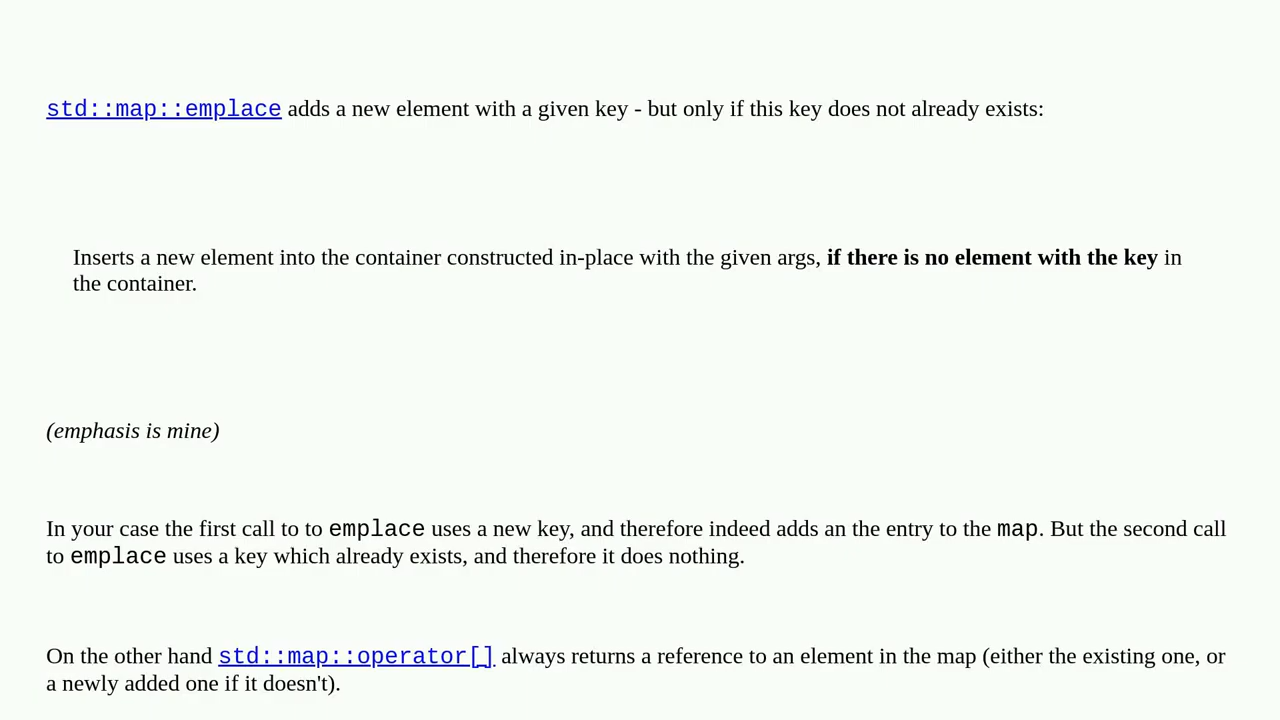 std::map::emplace adds a new element with a given key - but only if this key does not already exists:
Inserts a new element into the container constructed in-place with the given args, if there is no element with the key in
the container.
(emphasis is mine)
In your case the first call to to emplace uses a new key, and therefore indeed adds an the entry to the map. But the second call
to emplace uses a key which already exists, and therefore it does nothing.
On the other hand std::map::operator[] always returns a reference to an element in the map (either the existing one, or
a newly added one if it doesn't).